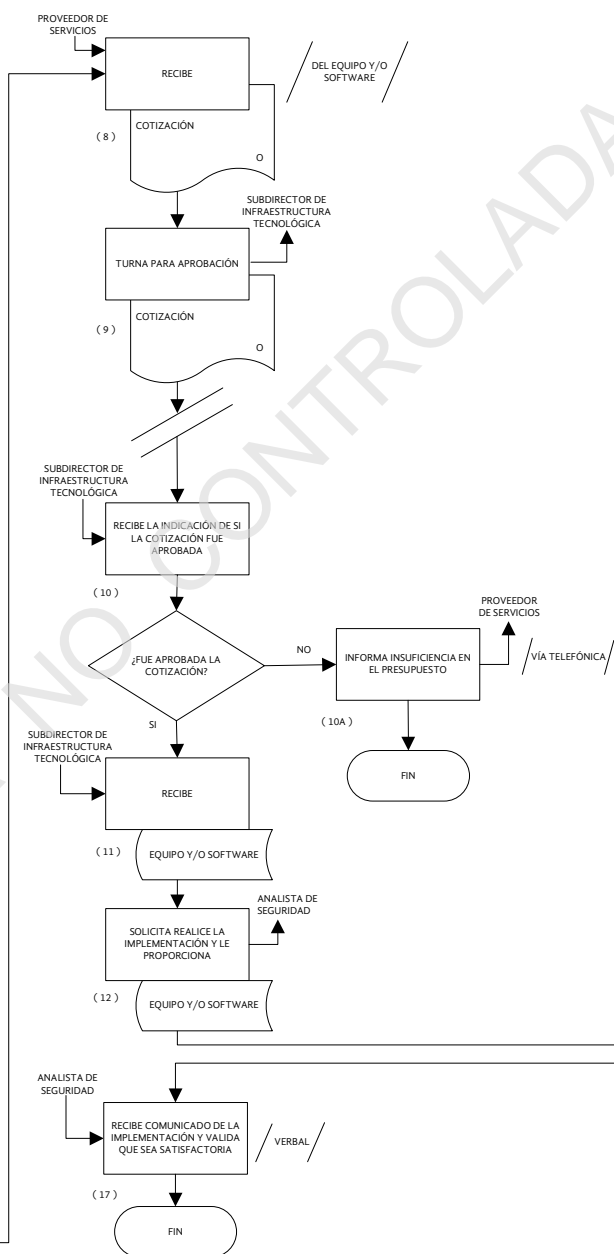 PROVEEDOR DE
SERVICIOS
RECIBE
DEL EQUIPO Y/O
SOFTWARE
COTIZACIÓN
( 8 )
O
SUBDIRECTOR DE
INFRAESTRUCTURA
TECNOLÓGICA
TURNA PARA APROBACIÓN
COTIZACIÓN
( 9 )
O
SUBDIRECTOR DE
INFRAESTRUCTURA
TECNOLÓGICA
RECIBE LA INDICACIÓN DE SI
LA COTIZACIÓN FUE
APROBADA
( 10 )
PROVEEDOR
DE SERVICIOS
¿FUE APROBADA LA
COTIZACIÓN?
NO
INFORMA INSUFICIENCIA EN
EL PRESUPUESTO
VÍA TELEFÓNICA
( 10A )
FIN
SI
SUBDIRECTOR DE
INFRAESTRUCTURA
TECNOLÓGICA
RECIBE
( 11 )
EQUIPO Y/O SOFTWARE
ANALISTA DE
SEGURIDAD
SOLICITA REALICE LA
IMPLEMENTACIÓN Y LE
PROPORCIONA
( 12 )
EQUIPO Y/O SOFTWARE
ANALISTA DE
SEGURIDAD
RECIBE COMUNICADO DE LA
IMPLEMENTACIÓN Y VALIDA
QUE SEA SATISFACTORIA
VERBAL
( 17 )
FIN
NO CONTROLADA